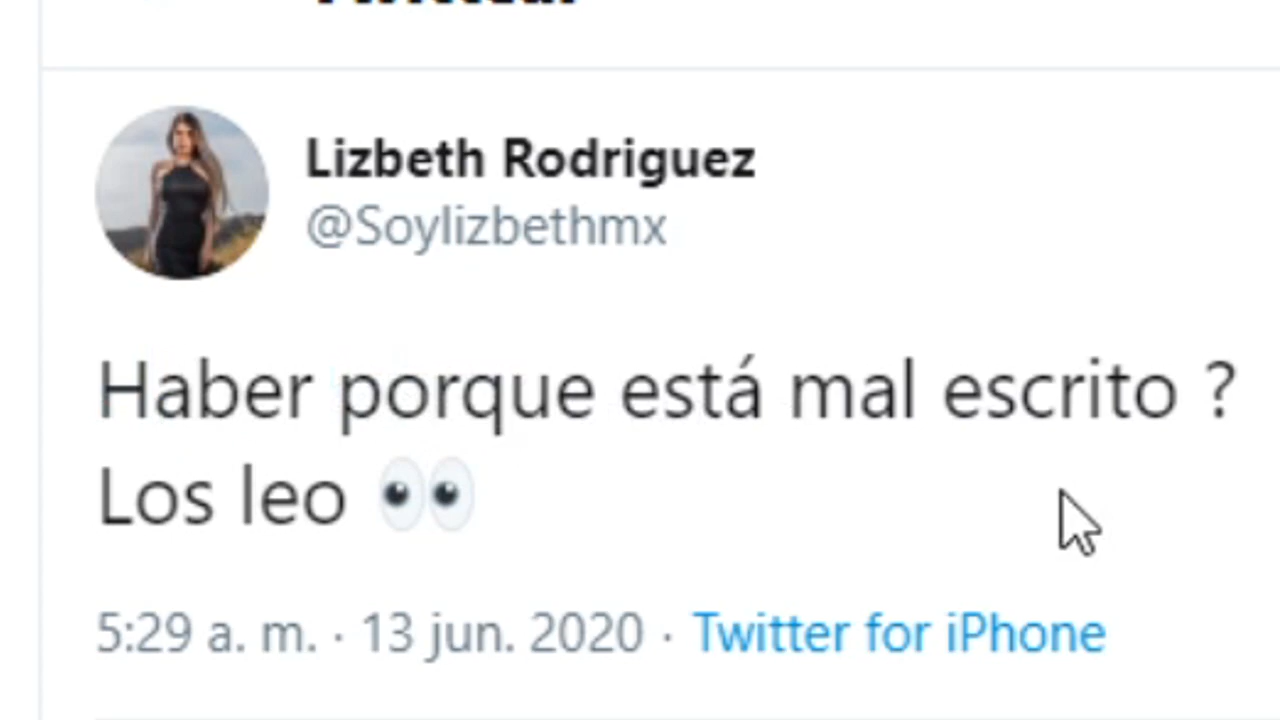 Lizbeth Rodriguez
@Soylizbethmx
Haber porque está mal escrito ?
Los leo 👀
5:29 a. m. · 13 jun. 2020 · Twitter for iPhone